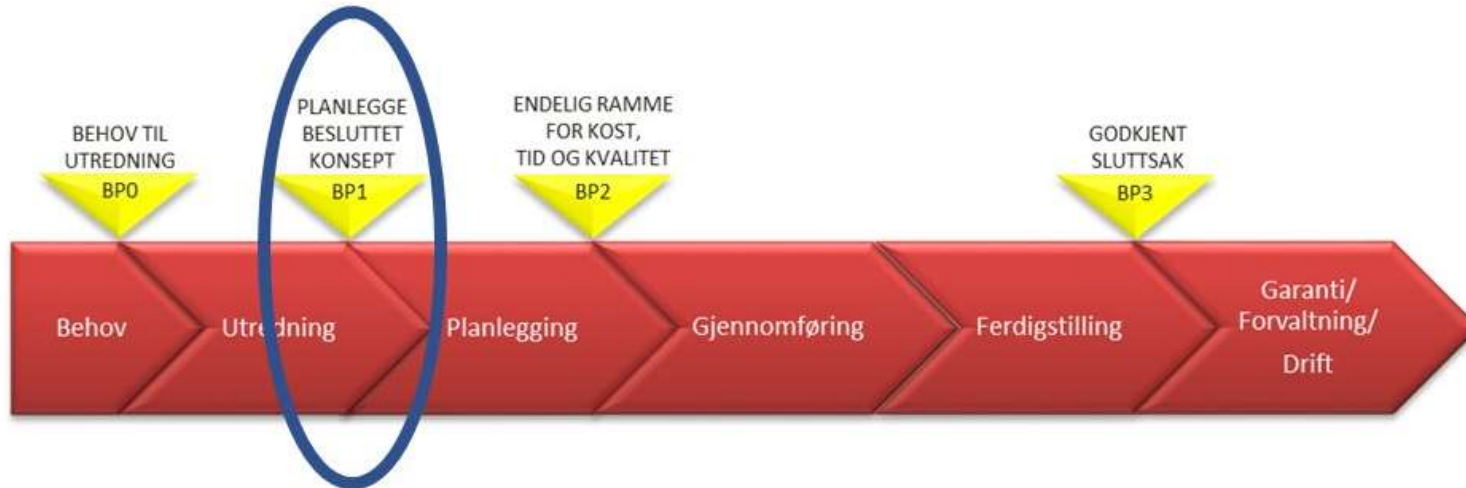 BEHOV TIL
UTREDNING
BP0
PLANLEGGE
BESLUTTET
KONSEPT
BP1
ENDELIG RAMME
FOR KOST,
TID OG KVALITET
BP2
GODKJENT
SLUTTSAK
BP3
Behov
Utredning
Planlegging
Gjennomføring
Ferdigstilling
Garanti/
Forvaltning/
Drift